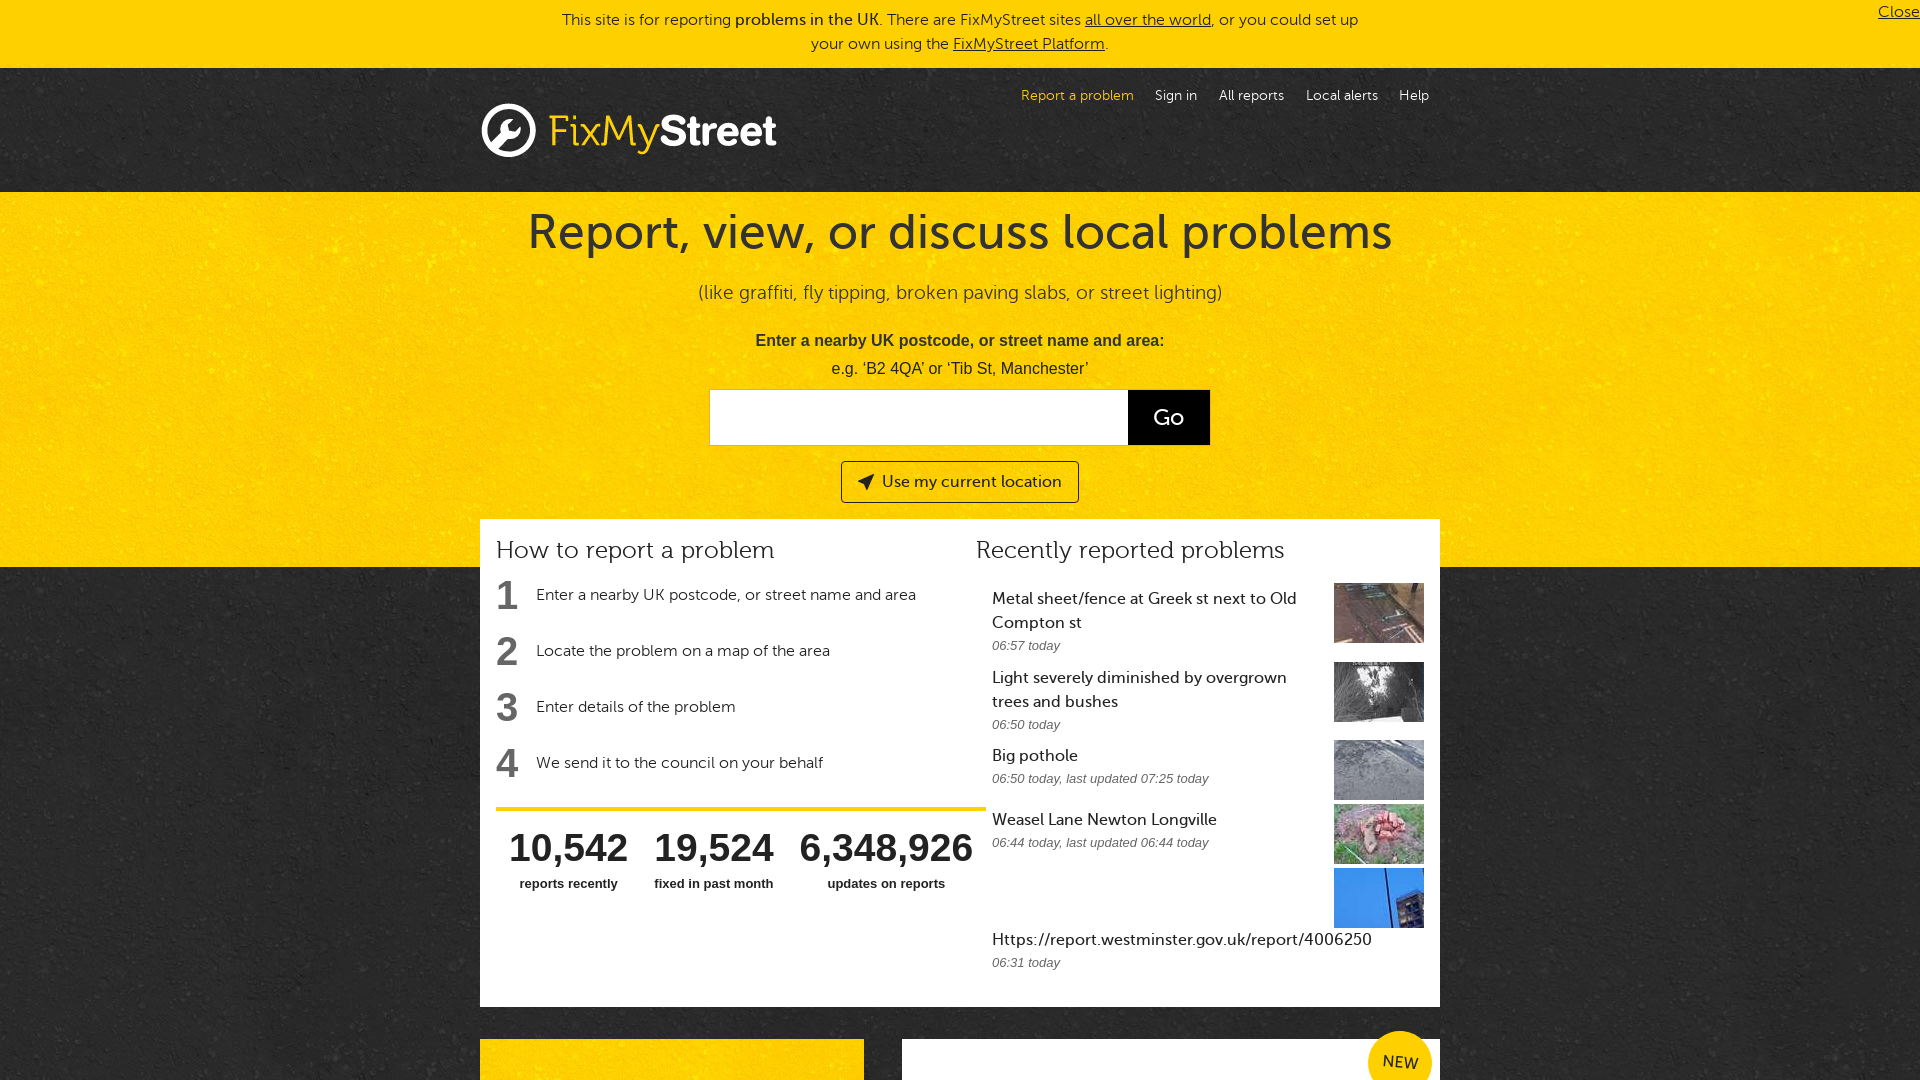 This site is for reporting problems in the UK. There are FixMyStreet sites all over the world, or you could set up
your own using the FixMyStreet Platform.
Close
Report a problem
Sign in
All reports
Local alerts
Help
FixMyStreet
Report, view, or discuss local problems
(like graffiti, fly tipping, broken paving slabs, or street lighting)
Enter a nearby UK postcode, or street name and area:
e.g. ‘B2 4QA’ or ‘Tib St, Manchester’
Go
Use my current location
How to report a problem
1 Enter a nearby UK postcode, or street name and area
2 Locate the problem on a map of the area
3 Enter details of the problem
4 We send it to the council on your behalf
10,542
reports recently
19,524
fixed in past month
6,348,926
updates on reports
Recently reported problems
Metal sheet/fence at Greek st next to Old
Compton st
06:57 today
Light severely diminished by overgrown
trees and bushes
06:50 today
Big pothole
06:50 today, last updated 07:25 today
Weasel Lane Newton Longville
06:44 today, last updated 06:44 today
Https://report.westminster.gov.uk/report/4006250
06:31 today
NEW